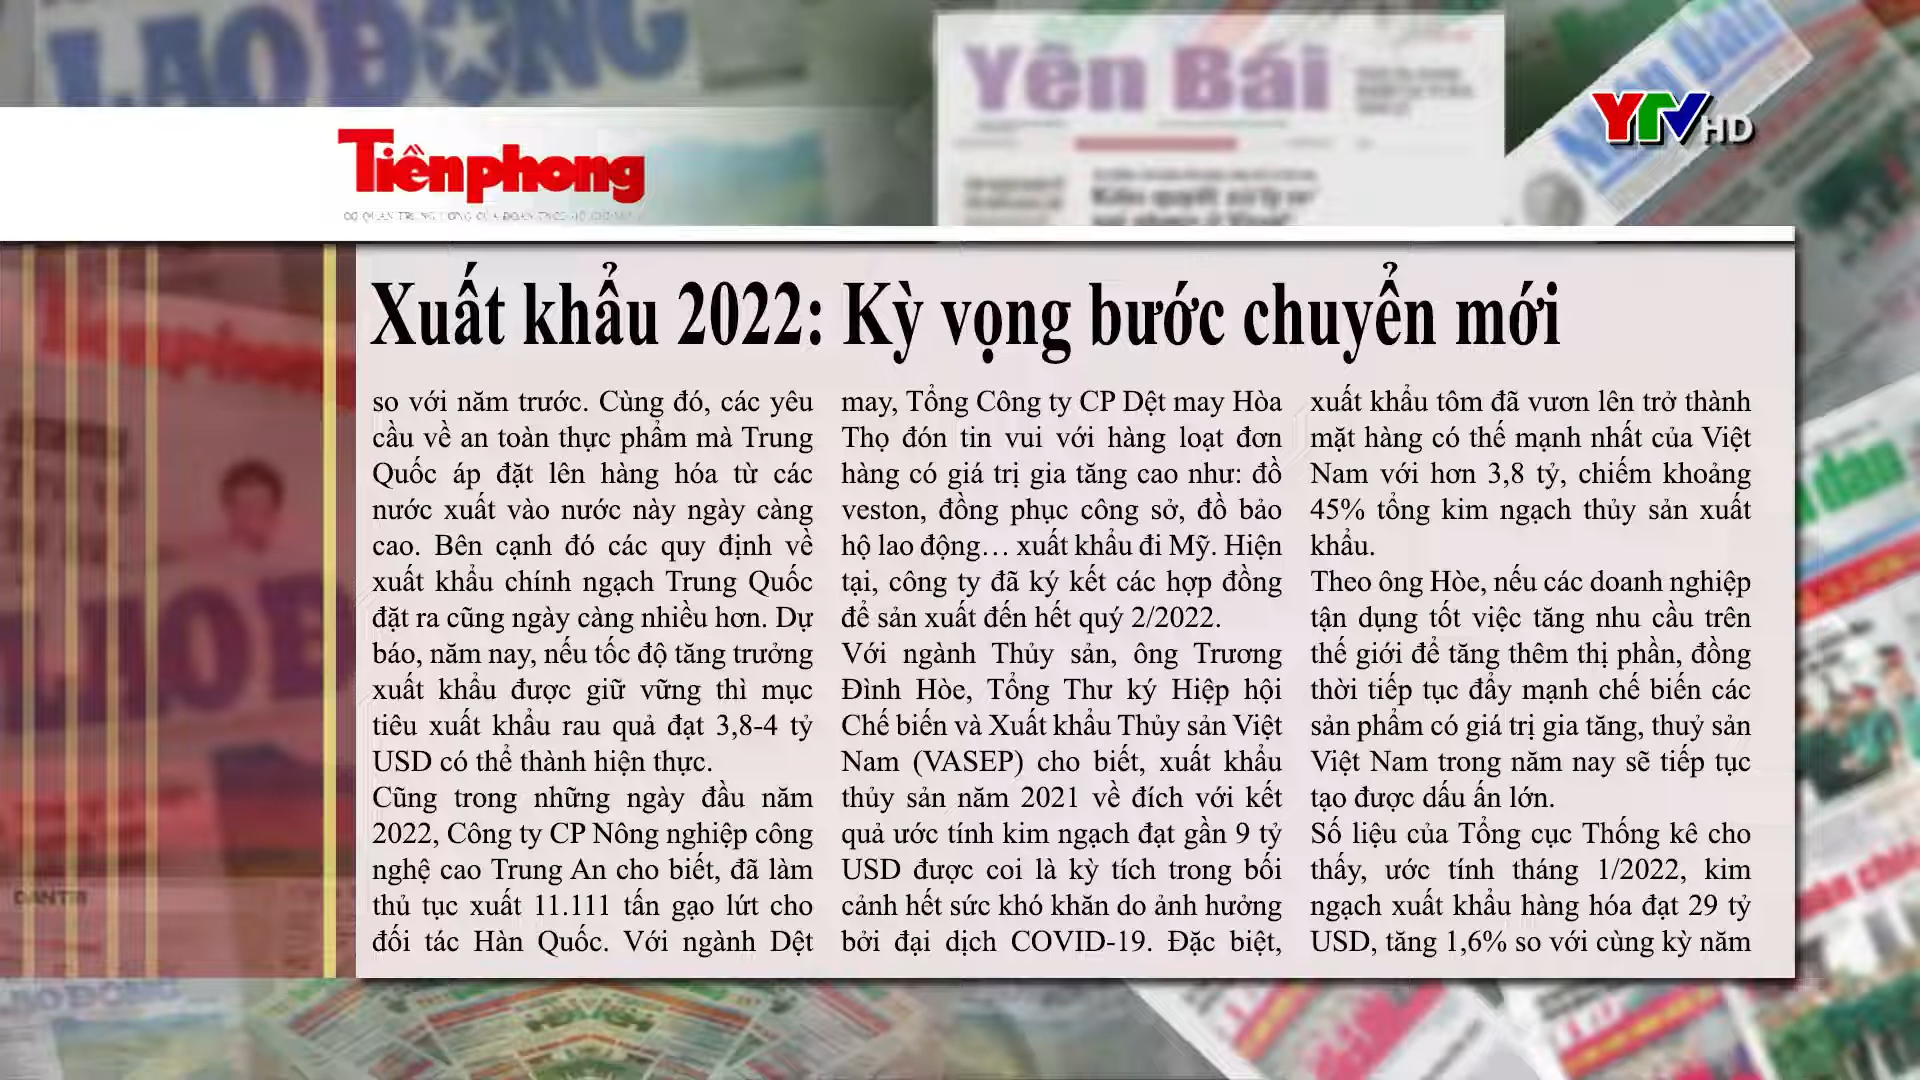 LAO ĐỘNG
Yên Bái
Nhân Dân
YTV HD
Tiền phong
Xuất khẩu 2022: Kỳ vọng bước chuyển mới
so với năm trước. Cùng đó, các yêu
cầu về an toàn thực phẩm mà Trung
Quốc áp đặt lên hàng hóa từ các
nước xuất vào nước này ngày càng
cao. Bên cạnh đó các quy định về
xuất khẩu chính ngạch Trung Quốc
đặt ra cũng ngày càng nhiều hơn. Dự
báo, năm nay, nếu tốc độ tăng trưởng
xuất khẩu được giữ vững thì mục
tiêu xuất khẩu rau quả đạt 3,8-4 tỷ
USD có thể thành hiện thực.
Cũng trong những ngày đầu năm
2022, Công ty CP Nông nghiệp công
nghệ cao Trung An cho biết, đã làm
thủ tục xuất 11.111 tấn gạo lứt cho
đối tác Hàn Quốc. Với ngành Dệt
may, Tổng Công ty CP Dệt may Hòa
Thọ đón tin vui với hàng loạt đơn
hàng có giá trị gia tăng cao như: đồ
veston, đồng phục công sở, đồ bảo
hộ lao động… xuất khẩu đi Mỹ. Hiện
tại, công ty đã ký kết các hợp đồng
để sản xuất đến hết quý 2/2022.
Với ngành Thủy sản, ông Trương
Đình Hòe, Tổng Thư ký Hiệp hội
Chế biến và Xuất khẩu Thủy sản Việt
Nam (VASEP) cho biết, xuất khẩu
thủy sản năm 2021 về đích với kết
quả ước tính kim ngạch đạt gần 9 tỷ
USD được coi là kỳ tích trong bối
cảnh hết sức khó khăn do ảnh hưởng
bởi đại dịch COVID-19. Đặc biệt,
xuất khẩu tôm đã vươn lên trở thành
mặt hàng có thế mạnh nhất của Việt
Nam với hơn 3,8 tỷ, chiếm khoảng
45% tổng kim ngạch thủy sản xuất
khẩu.
Theo ông Hòe, nếu các doanh nghiệp
tận dụng tốt việc tăng nhu cầu trên
thế giới để tăng thêm thị phần, đồng
thời tiếp tục đẩy mạnh chế biến các
sản phẩm có giá trị gia tăng, thuỷ sản
Việt Nam trong năm nay sẽ tiếp tục
tạo được dấu ấn lớn.
Số liệu của Tổng cục Thống kê cho
thấy, ước tính tháng 1/2022, kim
ngạch xuất khẩu hàng hóa đạt 29 tỷ
USD, tăng 1,6% so với cùng kỳ năm